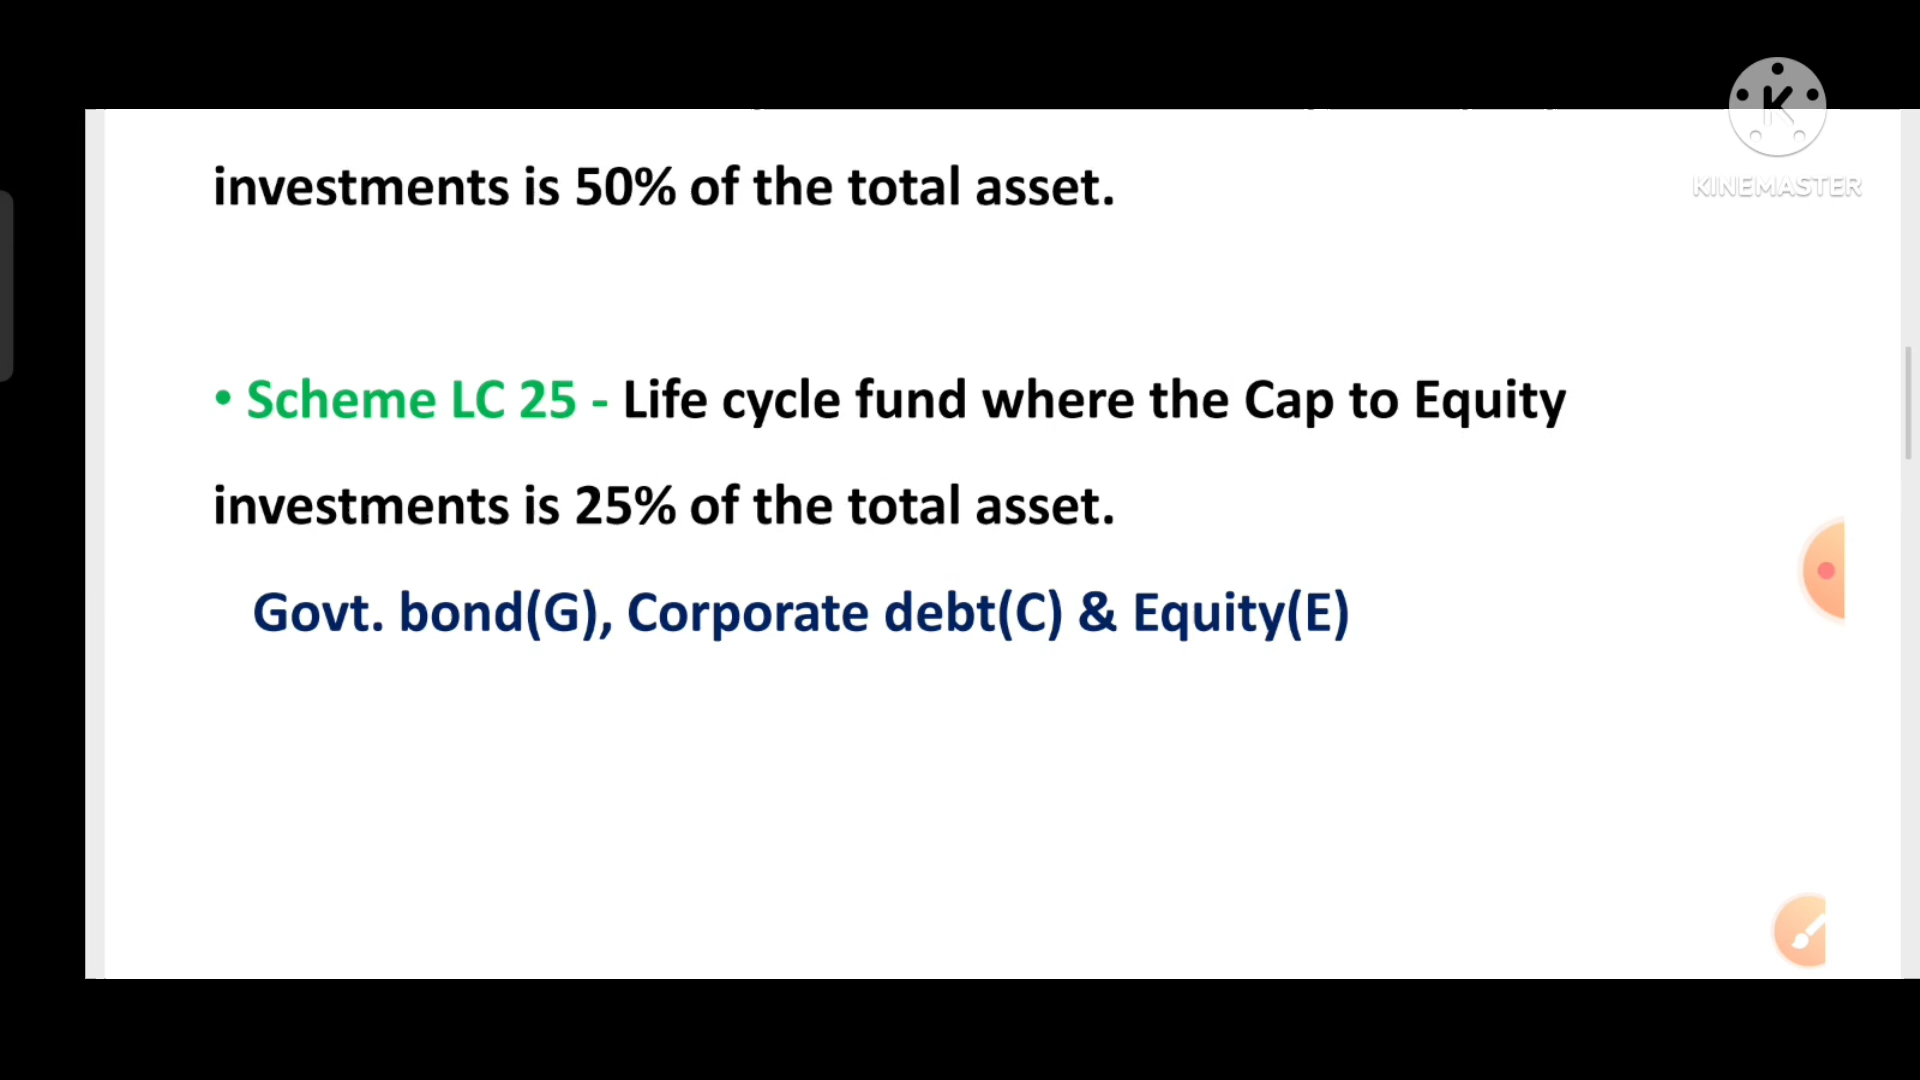 KINEMASTER
investments is 50% of the total asset.
• Scheme LC 25 - Life cycle fund where the Cap to Equity
investments is 25% of the total asset.
Govt. bond(G), Corporate debt(C) & Equity(E)